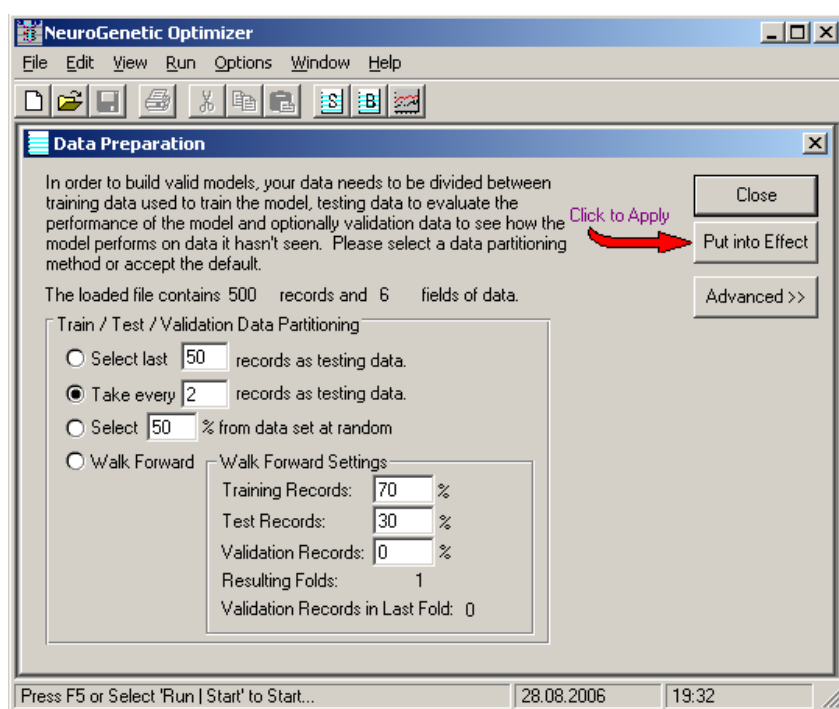 NeuroGenetic Optimizer
File Edit View Run Options Window Help
S B
Data Preparation
In order to build valid models, your data needs to be divided between
training data used to train the model, testing data to evaluate the
performance of the model and optionally validation data to see how the
model performs on data it hasn't seen. Please select a data partitioning
method or accept the default.
Click to Apply
Close
Put into Effect
Advanced >>
The loaded file contains 500 records and 6 fields of data.
Train / Test / Validation Data Partitioning
Select last 50 records as testing data.
Take every 2 records as testing data.
Select 50 % from data set at random
Walk Forward
Walk Forward Settings
Training Records: 70 %
Test Records: 30 %
Validation Records: 0 %
Resulting Folds: 1
Validation Records in Last Fold: 0
Press F5 or Select 'Run | Start' to Start... 28.08.2006 19:32